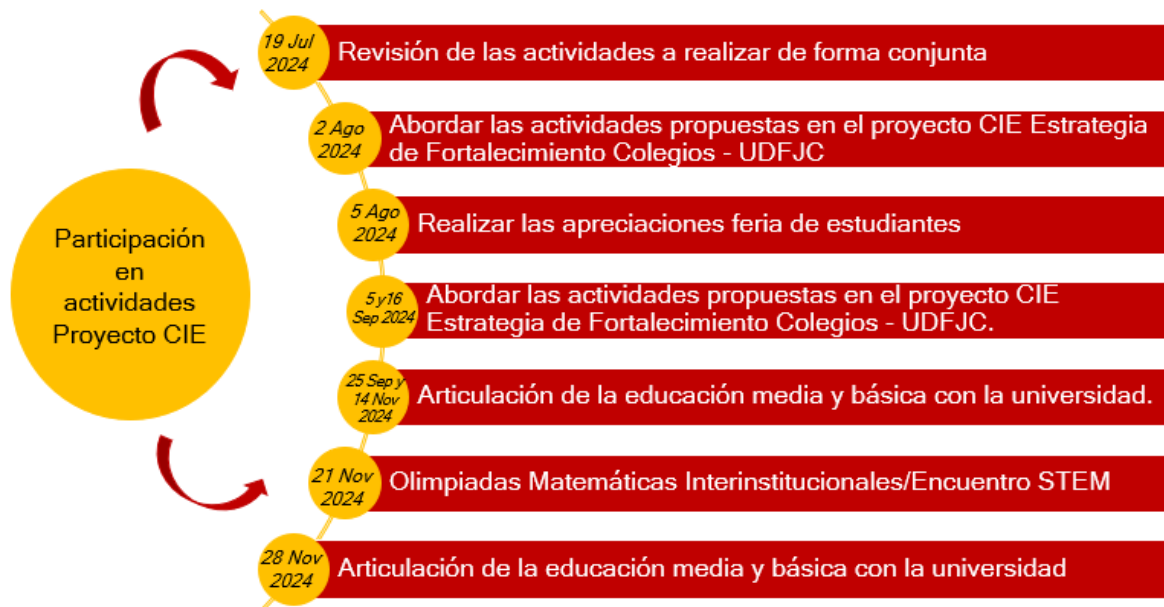 Participación
en
actividades
Proyecto CIE
19 Jul
2024
Revisión de las actividades a realizar de forma conjunta
2 Ago
2024
Abordar las actividades propuestas en el proyecto CIE Estrategia
de Fortalecimiento Colegios - UDFJC
5 Ago
2024
Realizar las apreciaciones feria de estudiantes
5 y16
Sep 2024
Abordar las actividades propuestas en el proyecto CIE
Estrategia de Fortalecimiento Colegios - UDFJC.
25 Sep y
14 Nov
2024
Articulación de la educación media y básica con la universidad.
21 Nov
2024
Olimpiadas Matemáticas Interinstitucionales/Encuentro STEM
28 Nov
2024
Articulación de la educación media y básica con la universidad